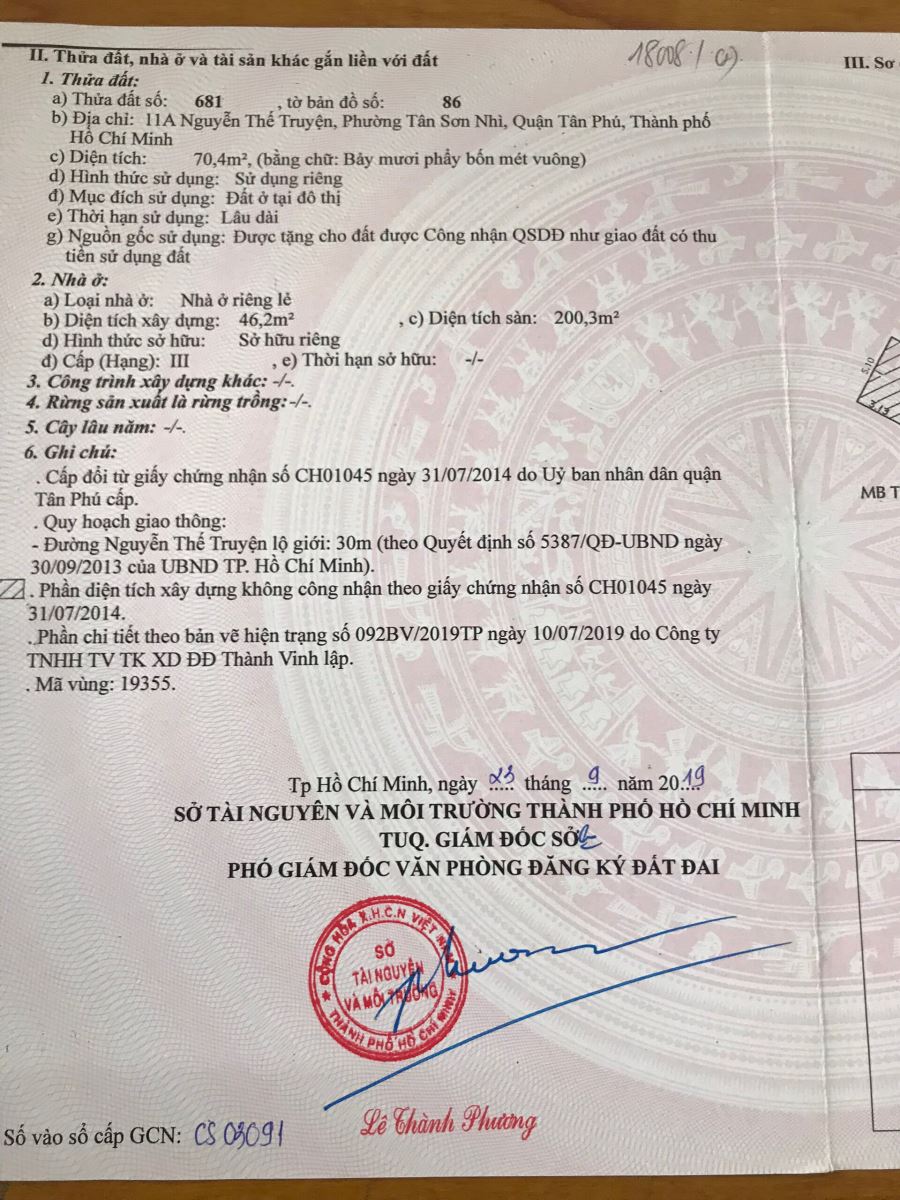 18008 /
II. Thửa đất, nhà ở và tài sản khác gắn liền với đất
III. Sơ
1. Thửa đất:
a) Thửa đất số: 681 , tờ bản đồ số: 86
b) Địa chỉ: 11A Nguyễn Thế Truyện, Phường Tân Sơn Nhì, Quận Tân Phú, Thành phố
Hồ Chí Minh
c) Diện tích: 70,4m², (bằng chữ: Bảy mươi phẩy bốn mét vuông)
d) Hình thức sử dụng: Sử dụng riêng
đ) Mục đích sử dụng: Đất ở tại đô thị
e) Thời hạn sử dụng: Lâu dài
g) Nguồn gốc sử dụng: Được tặng cho đất được Công nhận QSDĐ như giao đất có thu
tiền sử dụng đất
2. Nhà ở:
a) Loại nhà ở: Nhà ở riêng lẻ
b) Diện tích xây dựng: 46,2m² , c) Diện tích sàn: 200,3m²
d) Hình thức sở hữu: Sở hữu riêng
đ) Cấp (Hạng): III , e) Thời hạn sở hữu: -/-
3. Công trình xây dựng khác: -/-.
4. Rừng sản xuất là rừng trồng: -/-.
5. Cây lâu năm: -/-.
6. Ghi chú:
. Cấp đổi từ giấy chứng nhận số CH01045 ngày 31/07/2014 do Uỷ ban nhân dân quận
Tân Phú cấp.
. Quy hoạch giao thông:
- Đường Nguyễn Thế Truyện lộ giới: 30m (theo Quyết định số 5387/QĐ-UBND ngày
30/09/2013 của UBND TP. Hồ Chí Minh).
. Phần diện tích xây dựng không công nhận theo giấy chứng nhận số CH01045 ngày
31/07/2014.
. Phần chi tiết theo bản vẽ hiện trạng số 092BV/2019TP ngày 10/07/2019 do Công ty
TNHH TV TK XD ĐĐ Thành Vinh lập.
. Mã vùng: 19355.
5.10
3.13
MB T
Tp Hồ Chí Minh, ngày 23 tháng 9 năm 2019
SỞ TÀI NGUYÊN VÀ MÔI TRƯỜNG THÀNH PHỐ HỒ CHÍ MINH
TUQ. GIÁM ĐỐC SỞ
PHÓ GIÁM ĐỐC VĂN PHÒNG ĐĂNG KÝ ĐẤT ĐAI
CỘNG HÒA X.H.C.N VIỆT NAM
SỞ
TÀI NGUYÊN
VÀ MÔI TRƯỜNG
THÀNH PHỐ HỒ CHÍ MINH
Lê Thành Phương
Số vào sổ cấp GCN: CS 03091